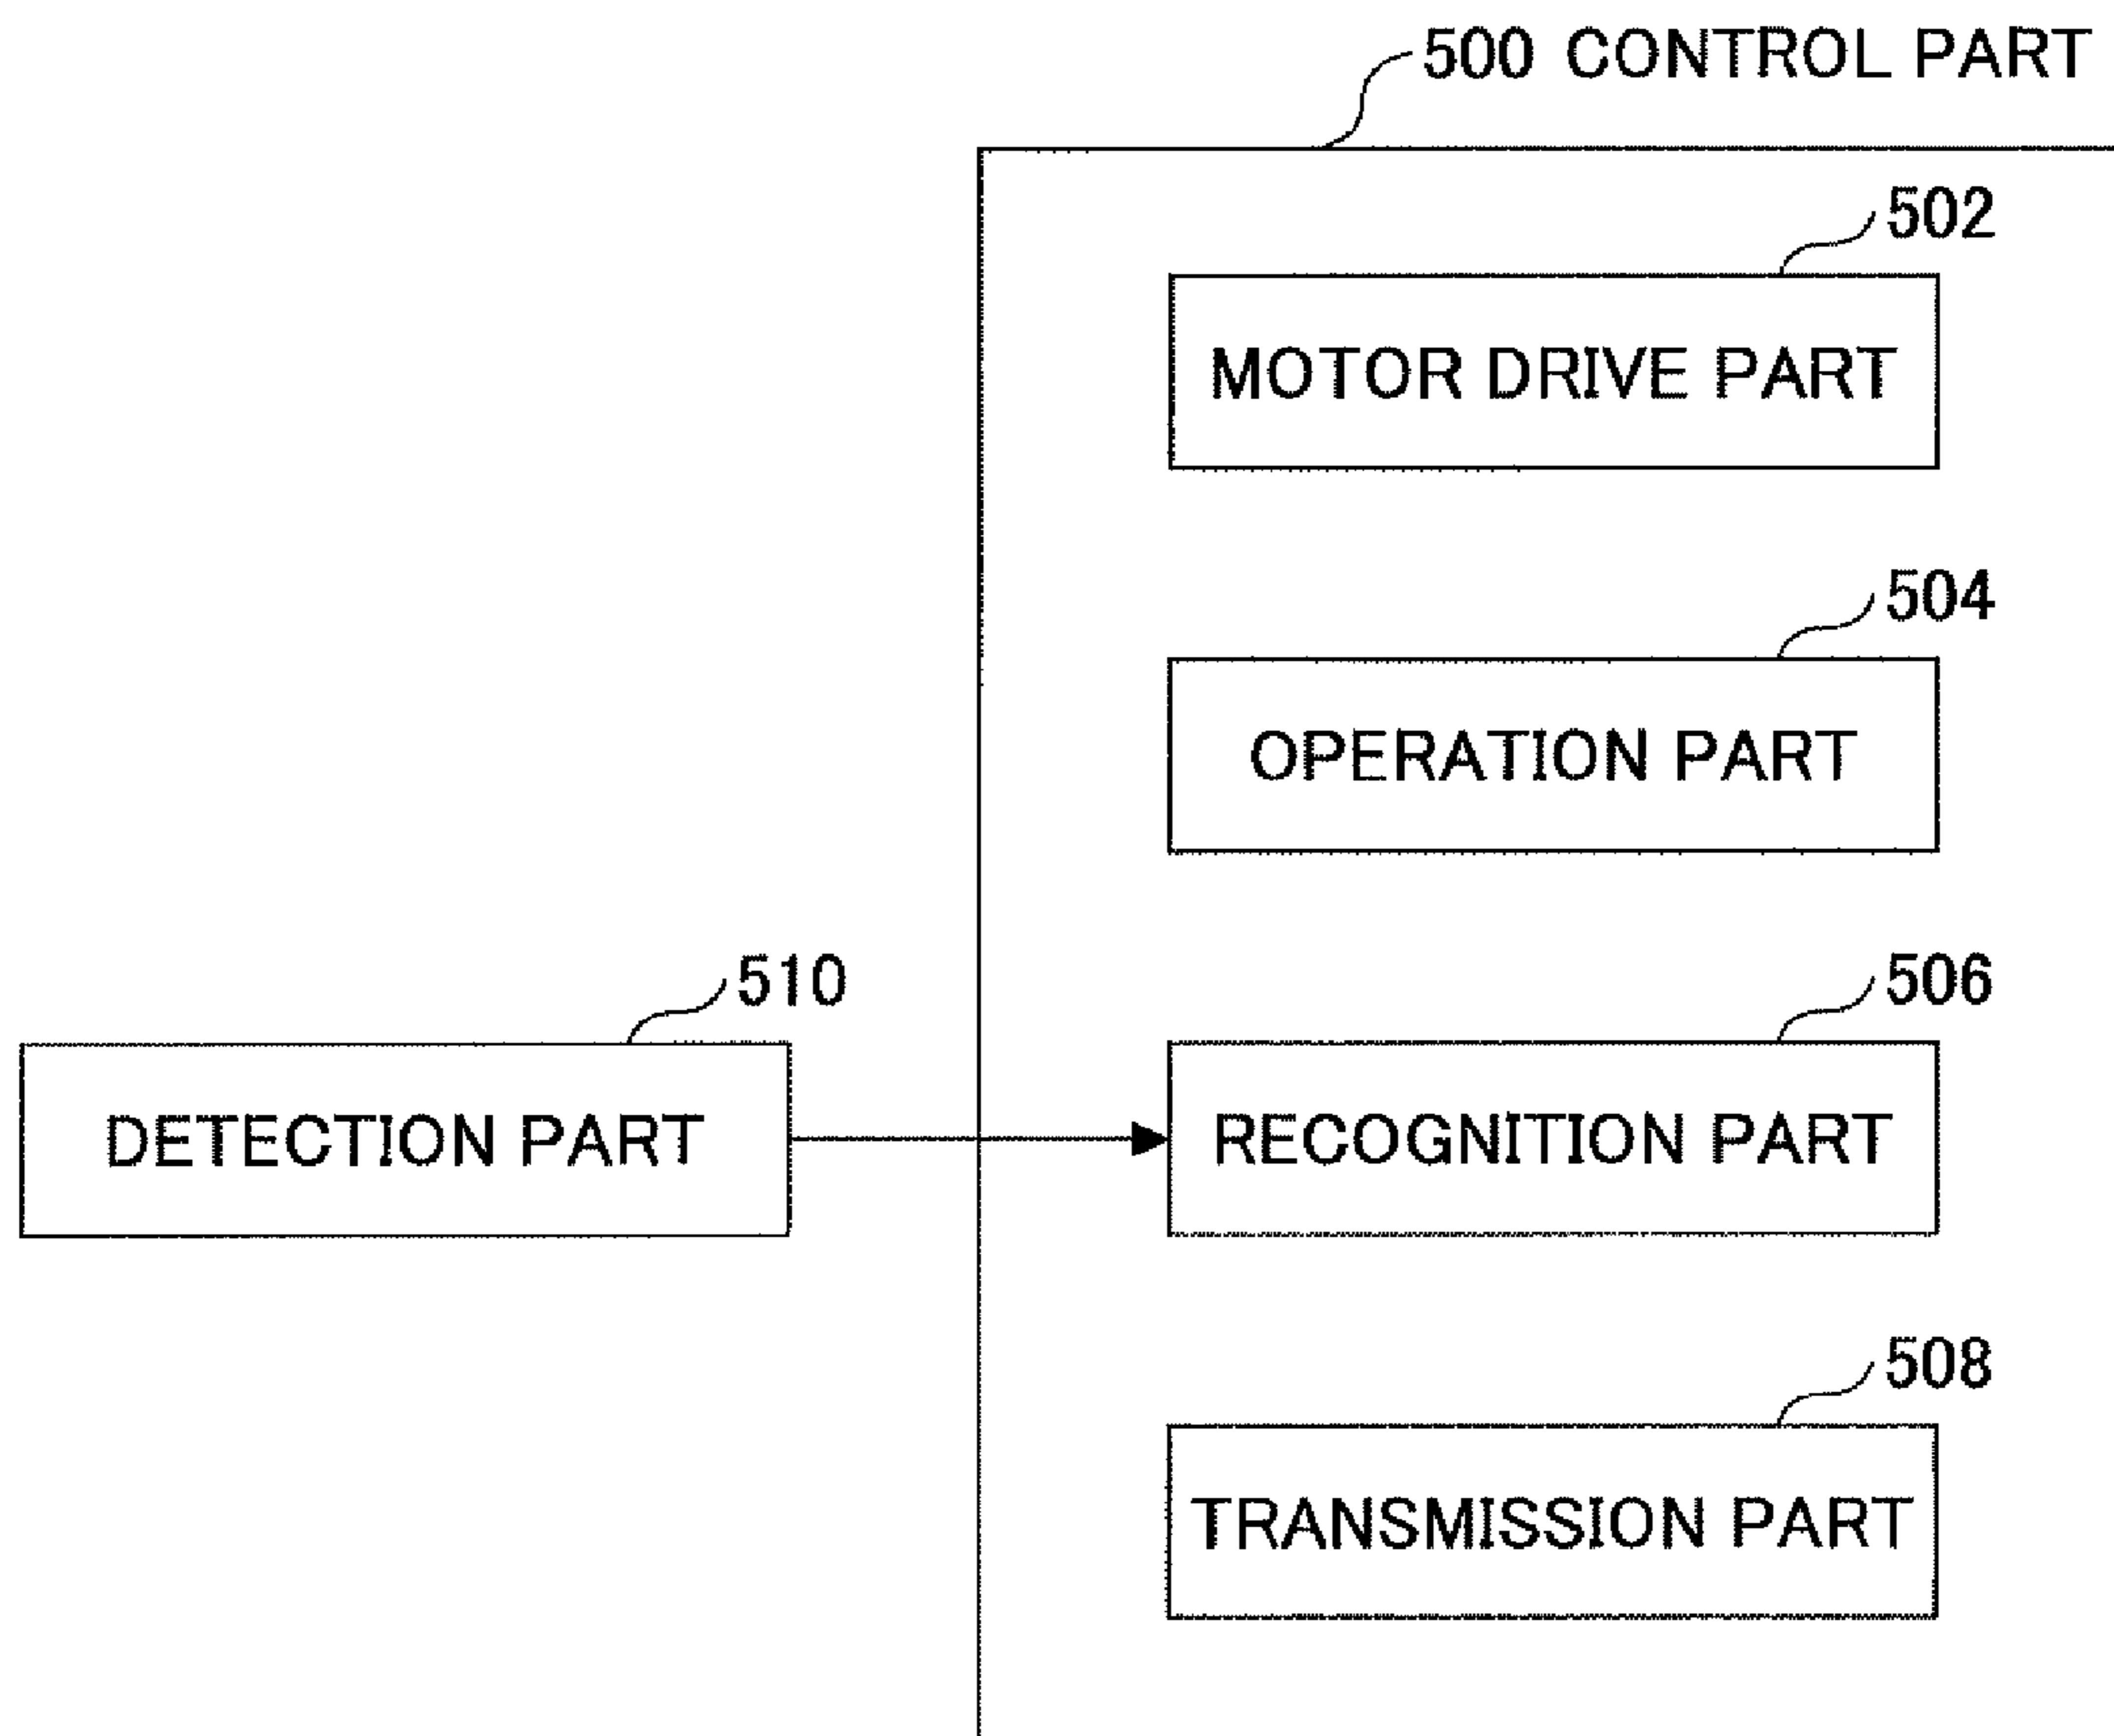 500 CONTROL PART
502
MOTOR DRIVE PART
504
OPERATION PART
510
506
DETECTION PART
RECOGNITION PART
508
TRANSMISSION PART